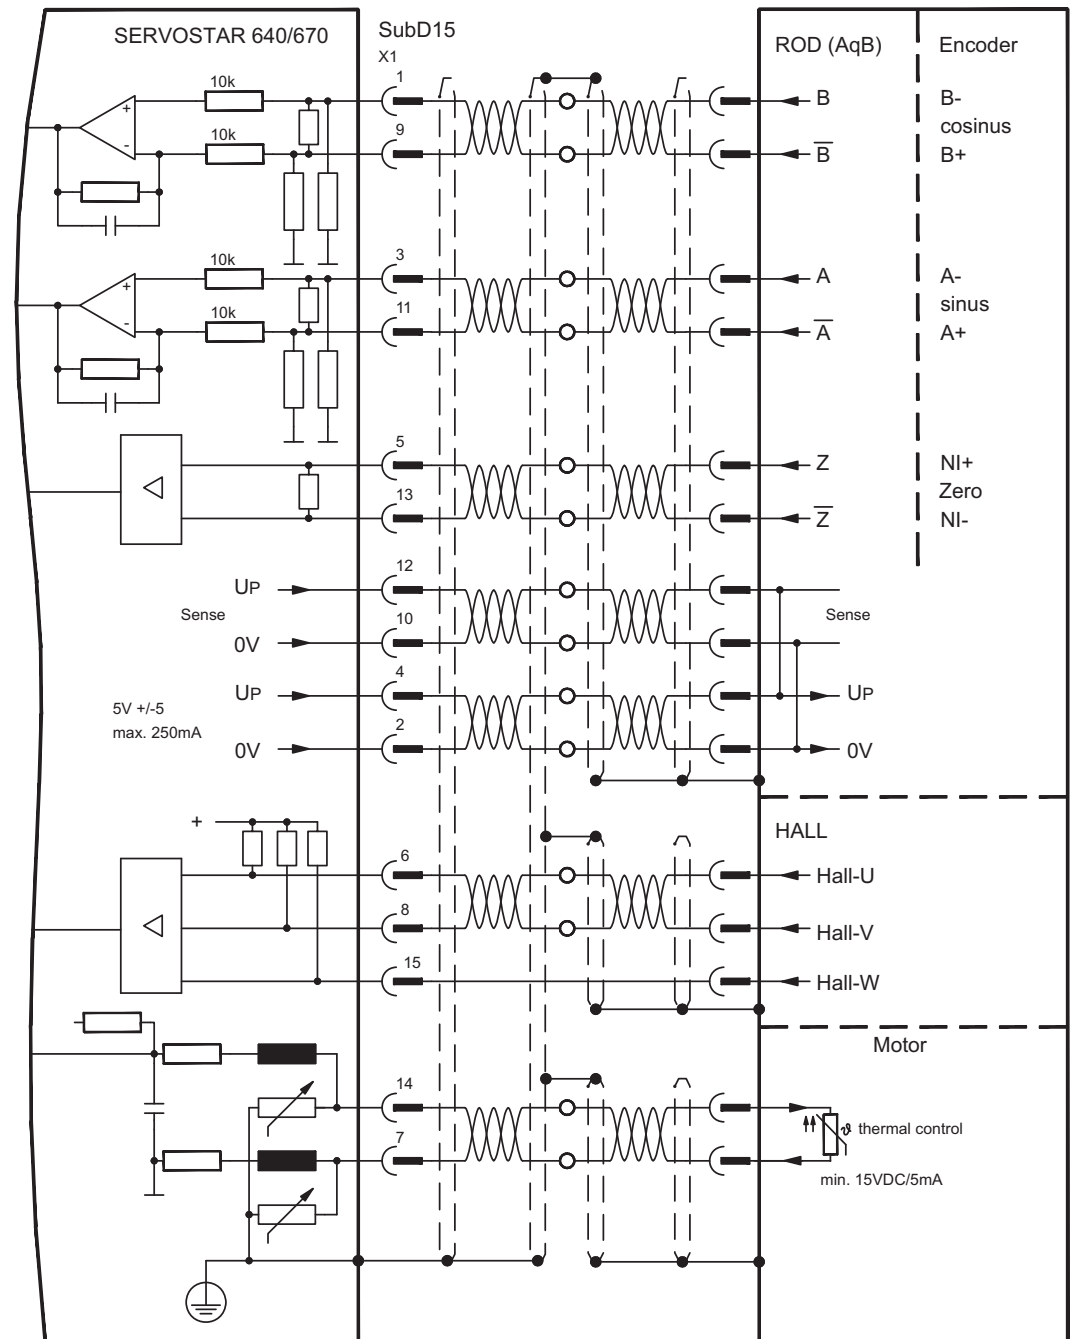 SERVOSTAR 640/670
SubD15
X1
ROD (AqB)
Encoder
10k
1
B
B-
cosinus
10k
9
B̅
B+
+
-
10k
3
A
A-
sinus
10k
11
A̅
A+
+
-
5
Z
NI+
Zero
13
Z̅
NI-
UP
12
Sense
Sense
0V
10
UP
4
UP
5V +/-5
max. 250mA
0V
2
0V
+
HALL
6
Hall-U
8
Hall-V
15
Hall-W
Motor
14
ϑ thermal control
7
min. 15VDC/5mA